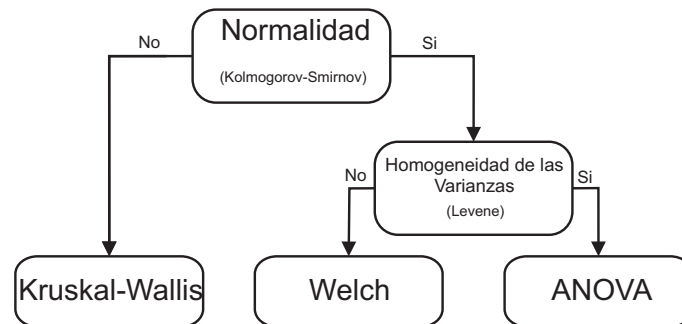 Normalidad
(Kolmogorov-Smirnov)
No
Si
Homogeneidad de las
Varianzas
(Levene)
No
Si
Kruskal-Wallis
Welch
ANOVA